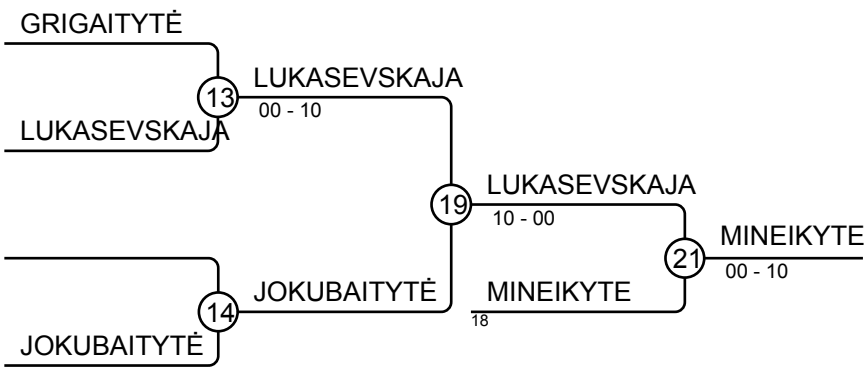 GRIGAITYTĖ
LUKASEVSKAJA
13
00 - 10
LUKASEVSKAJA
LUKASEVSKAJA
19
10 - 00
MINEIKYTE
21
00 - 10
JOKUBAITYTĖ
MINEIKYTE
14
18
JOKUBAITYTĖ